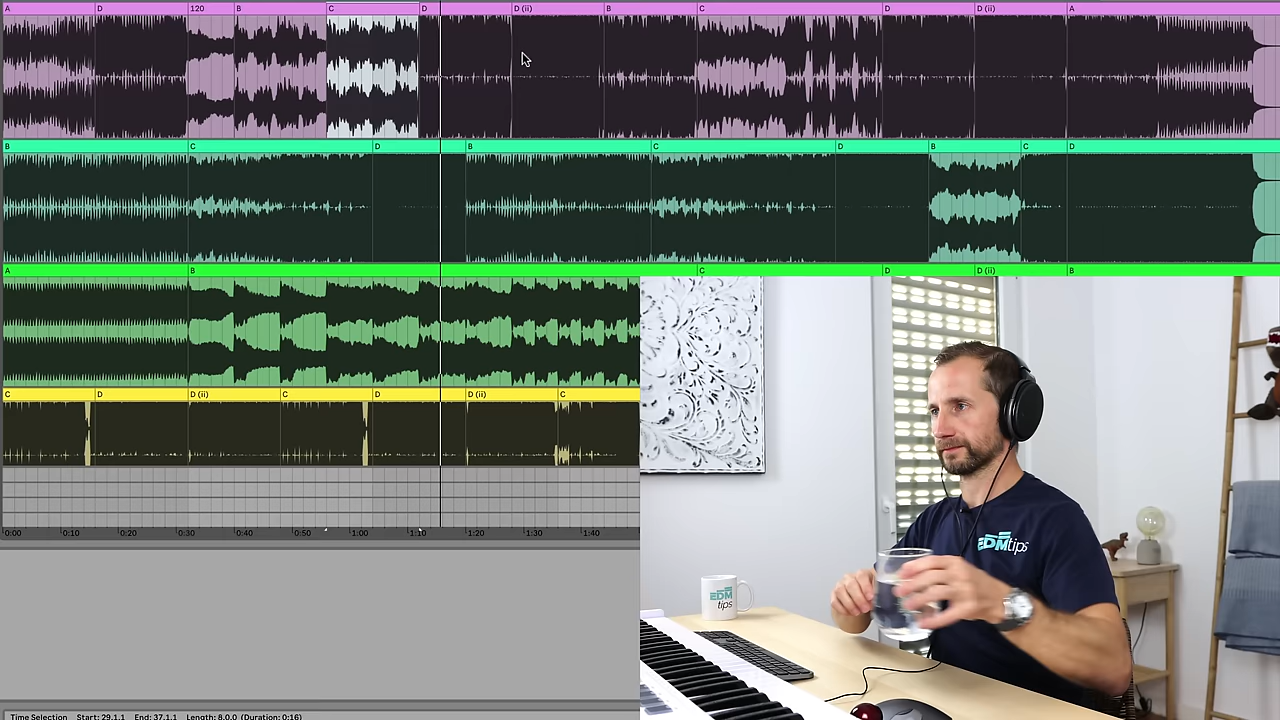 A D 120 B C D D (ii) B C D D (ii) A
B C D B C D B C D
A B C D D (ii) B
C D D (ii) C D D (ii) C
0:00 0:10 0:20 0:30 0:40 0:50 1:00 1:10 1:20 1:30 1:40
EDMtips
EDM
tips
Time Selection Start: 29.1.1 End: 37.1.1 Length: 8.0.0 (Duration: 0:16)